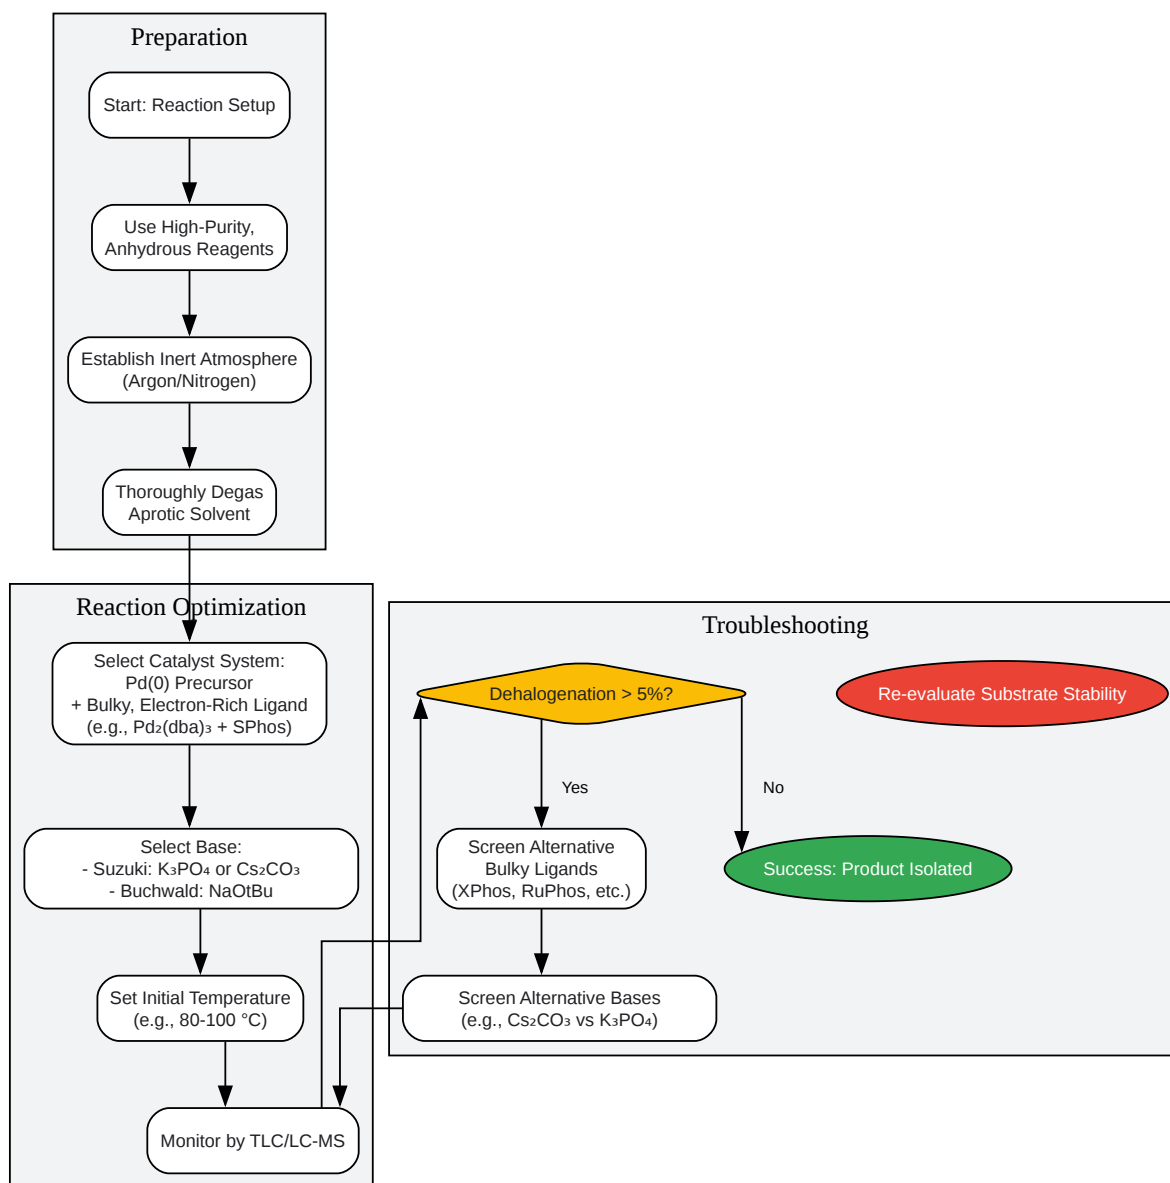 Preparation
Start: Reaction Setup
Use High-Purity,
Anhydrous Reagents
Establish Inert Atmosphere
(Argon/Nitrogen)
Thoroughly Degas
Aprotic Solvent
Reaction Optimization
Select Catalyst System:
Pd(0) Precursor
+ Bulky, Electron-Rich Ligand
(e.g., Pd₂(dba)₃ + SPhos)
Select Base:
- Suzuki: K₃PO₄ or Cs₂CO₃
- Buchwald: NaOtBu
Set Initial Temperature
(e.g., 80-100 °C)
Monitor by TLC/LC-MS
Troubleshooting
Dehalogenation > 5%?
Re-evaluate Substrate Stability
Yes
No
Screen Alternative
Bulky Ligands
(XPhos, RuPhos, etc.)
Success: Product Isolated
Screen Alternative Bases
(e.g., Cs₂CO₃ vs K₃PO₄)